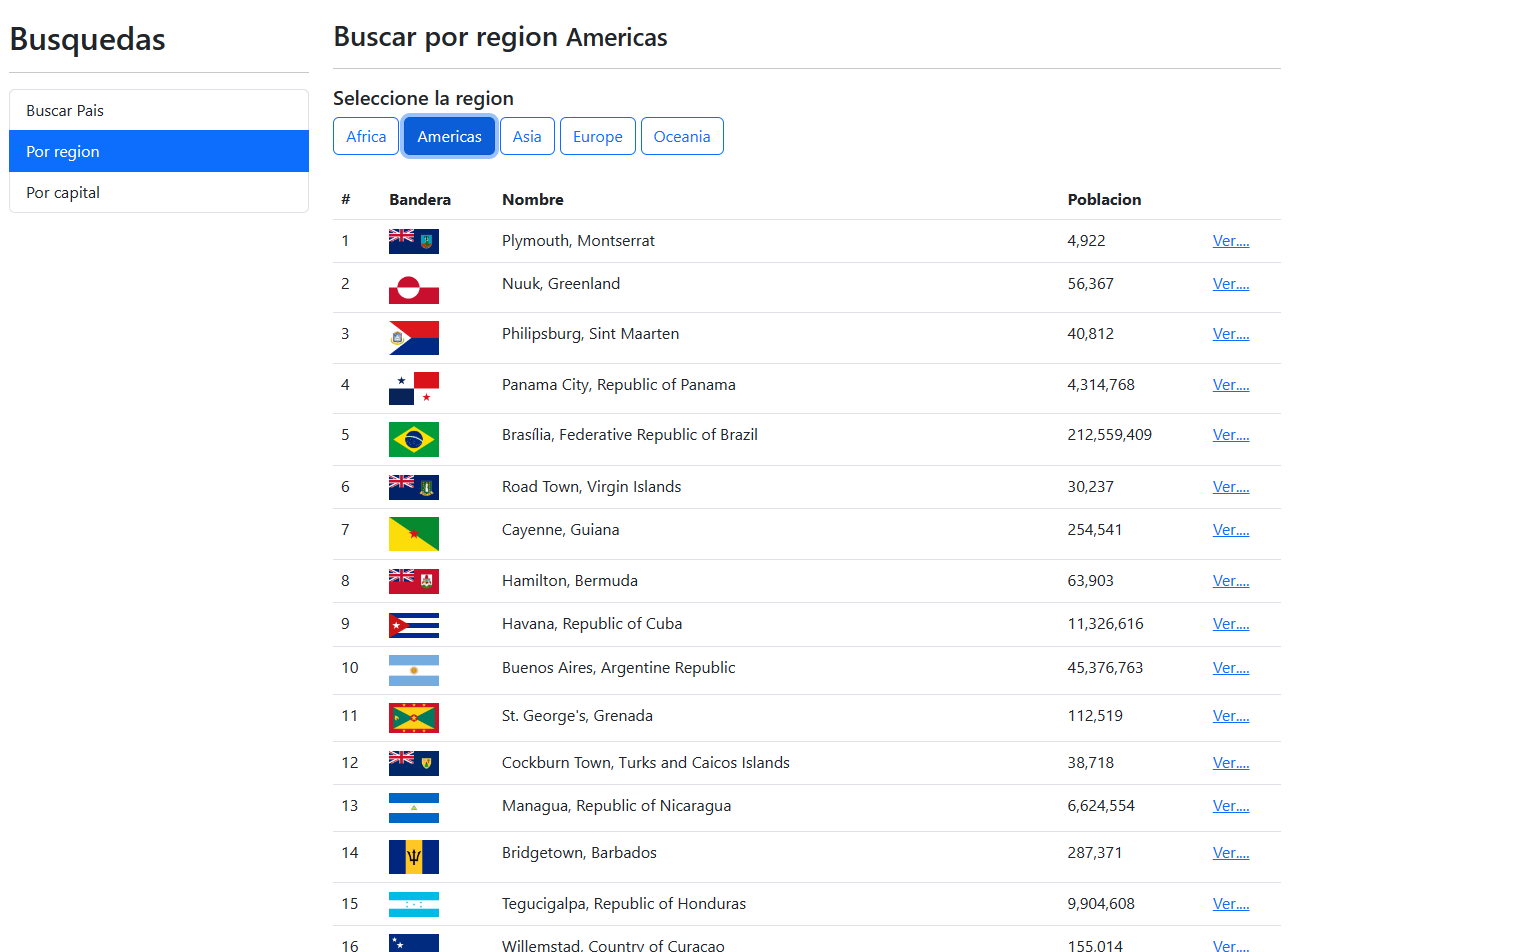 Busquedas
Buscar Pais
Por region
Por capital
Buscar por region Americas
Seleccione la region
Africa Americas Asia Europe Oceania
# Bandera Nombre Poblacion
1 Plymouth, Montserrat 4,922 Ver....
2 Nuuk, Greenland 56,367 Ver....
3 Philipsburg, Sint Maarten 40,812 Ver....
4 Panama City, Republic of Panama 4,314,768 Ver....
5 Brasília, Federative Republic of Brazil 212,559,409 Ver....
6 Road Town, Virgin Islands 30,237 Ver....
7 Cayenne, Guiana 254,541 Ver....
8 Hamilton, Bermuda 63,903 Ver....
9 Havana, Republic of Cuba 11,326,616 Ver....
10 Buenos Aires, Argentine Republic 45,376,763 Ver....
11 St. George's, Grenada 112,519 Ver....
12 Cockburn Town, Turks and Caicos Islands 38,718 Ver....
13 Managua, Republic of Nicaragua 6,624,554 Ver....
14 Bridgetown, Barbados 287,371 Ver....
15 Tegucigalpa, Republic of Honduras 9,904,608 Ver....
16 Willemstad, Country of Curaçao 155,014 Ver....